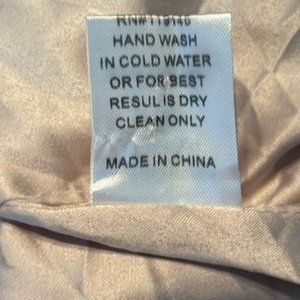 HAND WASH
IN COLD WATER
OR FOR BEST
RESUL IS DRY
CLEAN ONLY
MADE IN CHINA